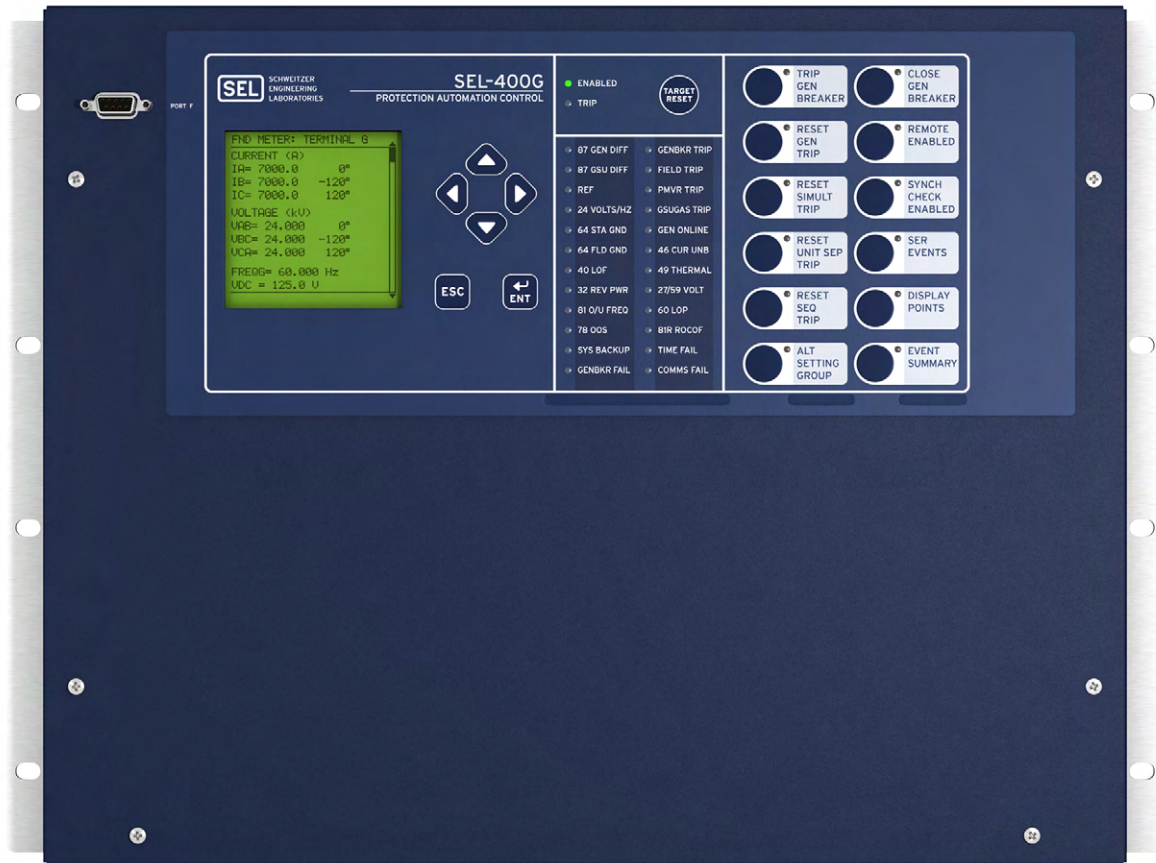 PORT F
SEL
SCHWEITZER
ENGINEERING
LABORATORIES
SEL-400G
PROTECTION AUTOMATION CONTROL
FND METER: TERMINAL G
CURRENT (A)
IA= 7000.0 0°
IB= 7000.0 -120°
IC= 7000.0 120°
VOLTAGE (kV)
VAB= 24.000 0°
VBC= 24.000 -120°
VCA= 24.000 120°
FREQG= 60.000 Hz
VDC = 125.0 V
ESC
ENT
ENABLED
TRIP
TARGET
RESET
87 GEN DIFF
87 GSU DIFF
REF
24 VOLTS/HZ
64 STA GND
64 FLD GND
40 LOF
32 REV PWR
81 O/U FREQ
78 OOS
SYS BACKUP
GENBKR FAIL
GENBKR TRIP
FIELD TRIP
PMVR TRIP
GSUGAS TRIP
GEN ONLINE
46 CUR UNB
49 THERMAL
27/59 VOLT
60 LOP
81R ROCOF
TIME FAIL
COMMS FAIL
TRIP
GEN
BREAKER
RESET
GEN
TRIP
RESET
SIMULT
TRIP
RESET
UNIT SEP
TRIP
RESET
SEQ
TRIP
ALT
SETTING
GROUP
CLOSE
GEN
BREAKER
REMOTE
ENABLED
SYNCH
CHECK
ENABLED
SER
EVENTS
DISPLAY
POINTS
EVENT
SUMMARY